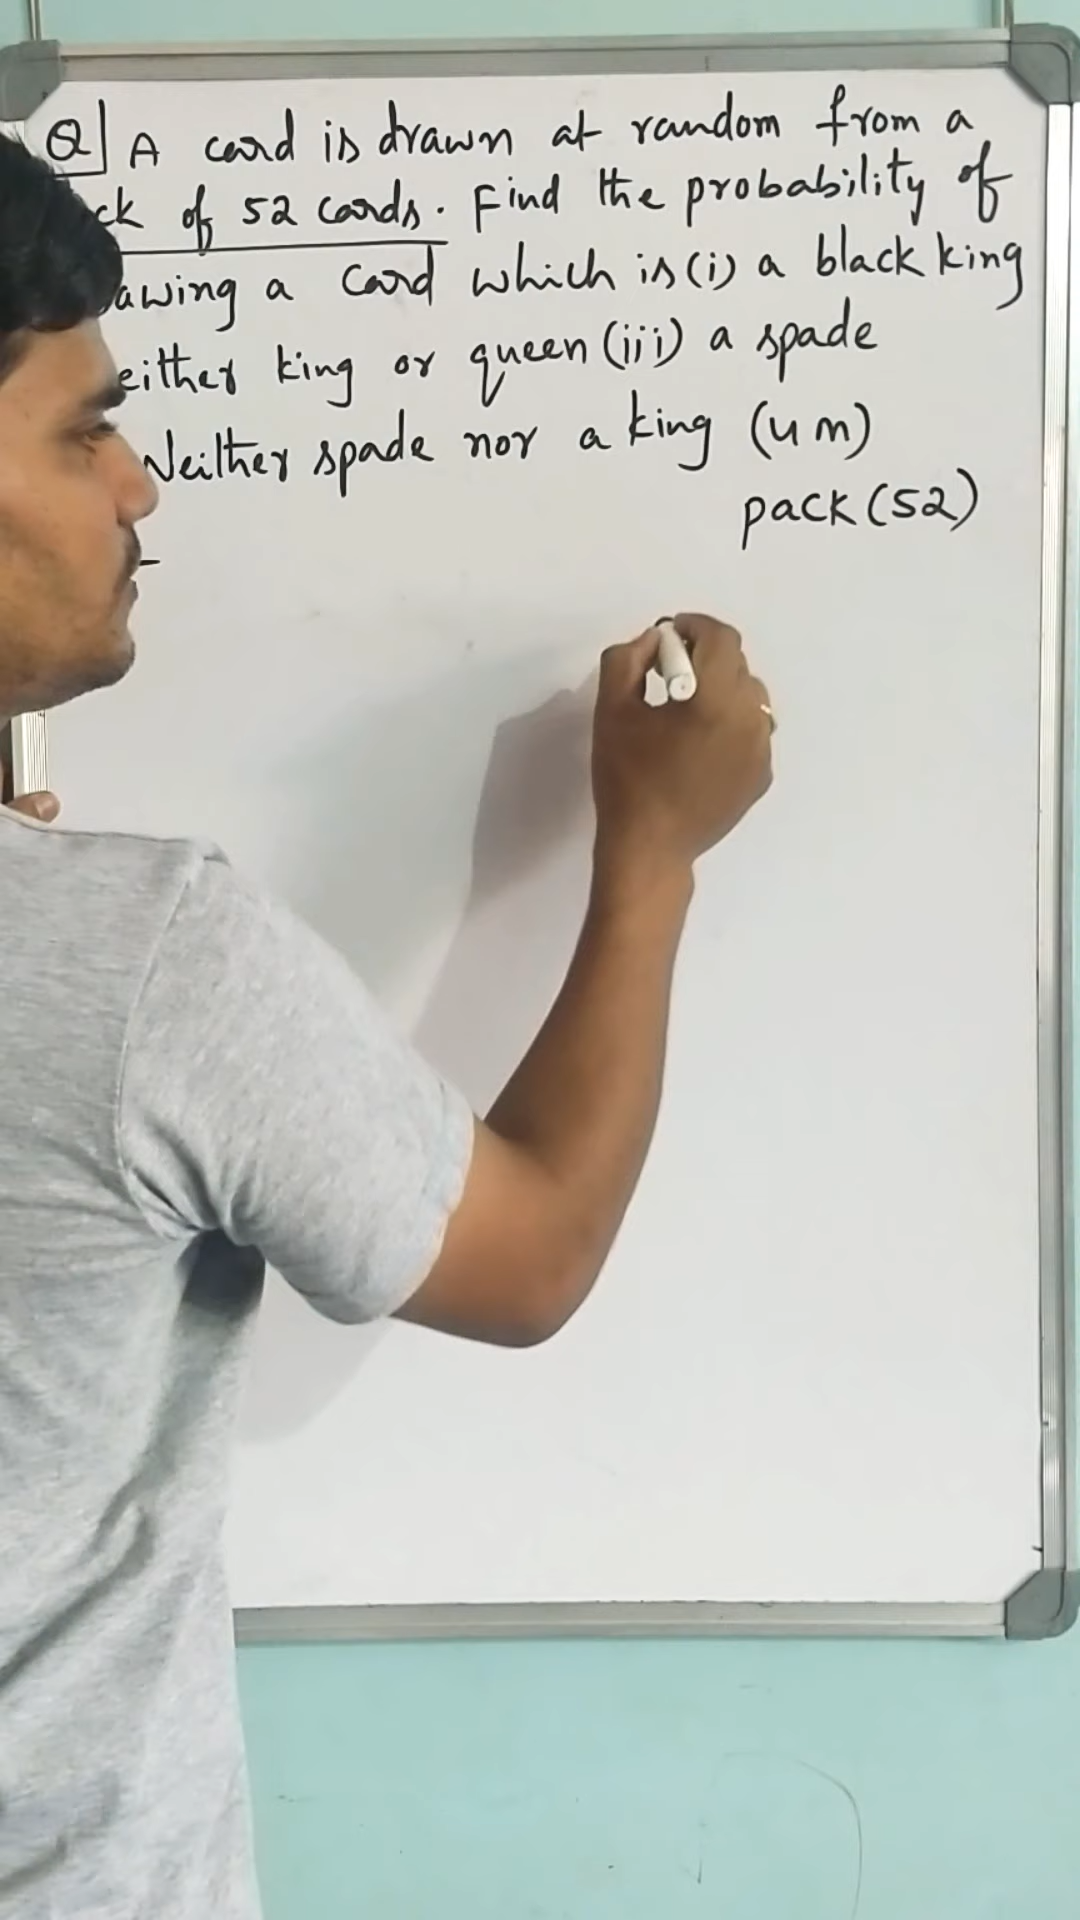 Q] A card is drawn at random from a
ck of 52 cards. Find the probability of
awing a card which is (i) a black king
either king or queen (iii) a spade
Neither spade nor a king (4 m)
pack (52)